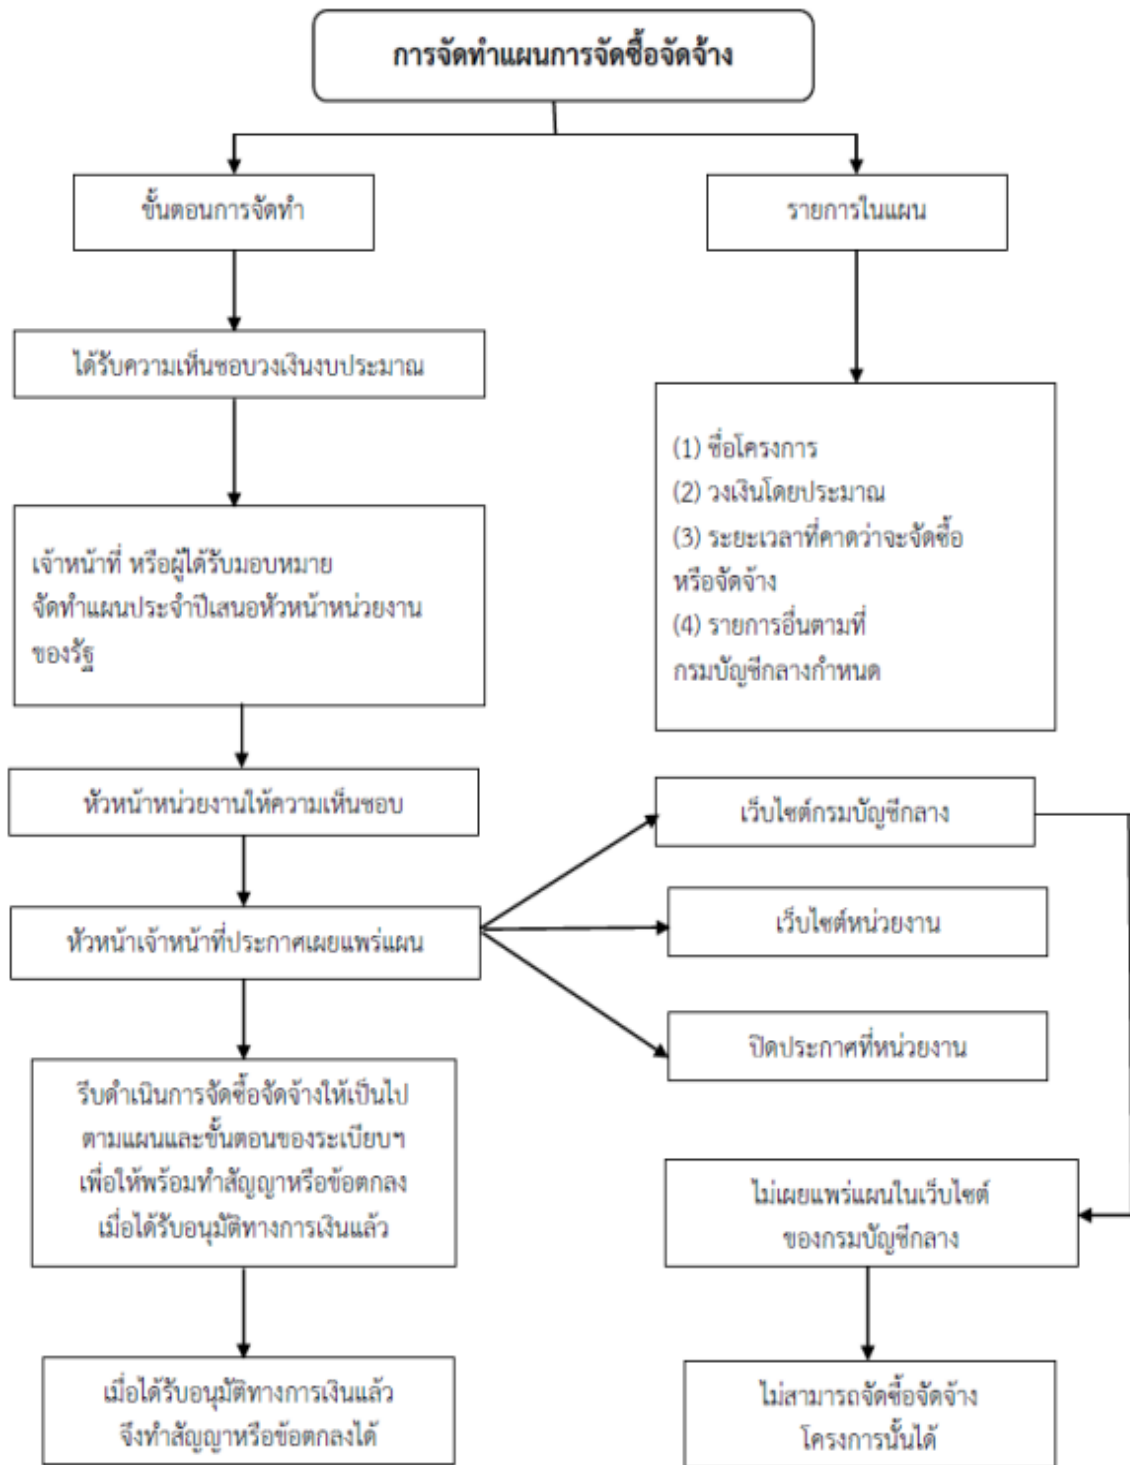 การจัดทำแผนการจัดซื้อจัดจ้าง
ขั้นตอนการจัดทำ
รายการในแผน
ได้รับความเห็นชอบวงเงินงบประมาณ
(1) ชื่อโครงการ
(2) วงเงินโดยประมาณ
(3) ระยะเวลาที่คาดว่าจะจัดซื้อ
หรือจัดจ้าง
(4) รายการอื่นตามที่
กรมบัญชีกลางกำหนด
เจ้าหน้าที่ หรือผู้ได้รับมอบหมาย
จัดทำแผนประจำปีเสนอหัวหน้าหน่วยงาน
ของรัฐ
หัวหน้าหน่วยงานให้ความเห็นชอบ
เว็บไซต์กรมบัญชีกลาง
หัวหน้าเจ้าหน้าที่ประกาศเผยแพร่แผน
เว็บไซต์หน่วยงาน
ปิดประกาศที่หน่วยงาน
รีบดำเนินการจัดซื้อจัดจ้างให้เป็นไป
ตามแผนและขั้นตอนของระเบียบฯ
เพื่อให้พร้อมทำสัญญาหรือข้อตกลง
เมื่อได้รับอนุมัติทางการเงินแล้ว
ไม่เผยแพร่แผนในเว็บไซต์
ของกรมบัญชีกลาง
เมื่อได้รับอนุมัติทางการเงินแล้ว
จึงทำสัญญาหรือข้อตกลงได้
ไม่สามารถจัดซื้อจัดจ้าง
โครงการนั้นได้